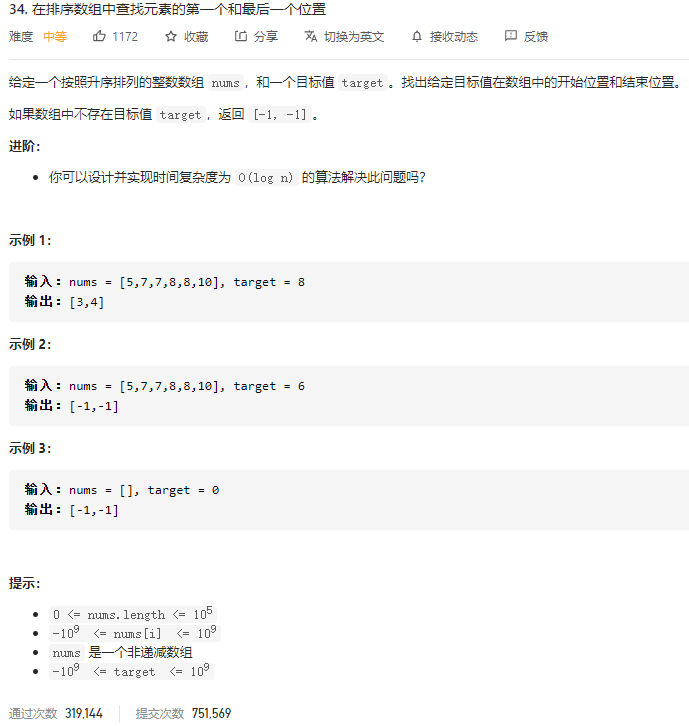 34. 在排序数组中查找元素的第一个和最后一个位置
难度 中等 1172 收藏 分享 切换为英文 接收动态 反馈
给定一个按照升序排列的整数数组 nums，和一个目标值 target。找出给定目标值在数组中的开始位置和结束位置。
如果数组中不存在目标值 target，返回 [-1, -1]。
进阶：
• 你可以设计并实现时间复杂度为 O(log n) 的算法解决此问题吗？
示例 1：
输入：nums = [5,7,7,8,8,10], target = 8
输出：[3,4]
示例 2：
输入：nums = [5,7,7,8,8,10], target = 6
输出：[-1,-1]
示例 3：
输入：nums = [], target = 0
输出：[-1,-1]
提示：
• 0 <= nums.length <= 10⁵
• -10⁹ <= nums[i] <= 10⁹
• nums 是一个非递减数组
• -10⁹ <= target <= 10⁹
通过次数 319,144 提交次数 751,569